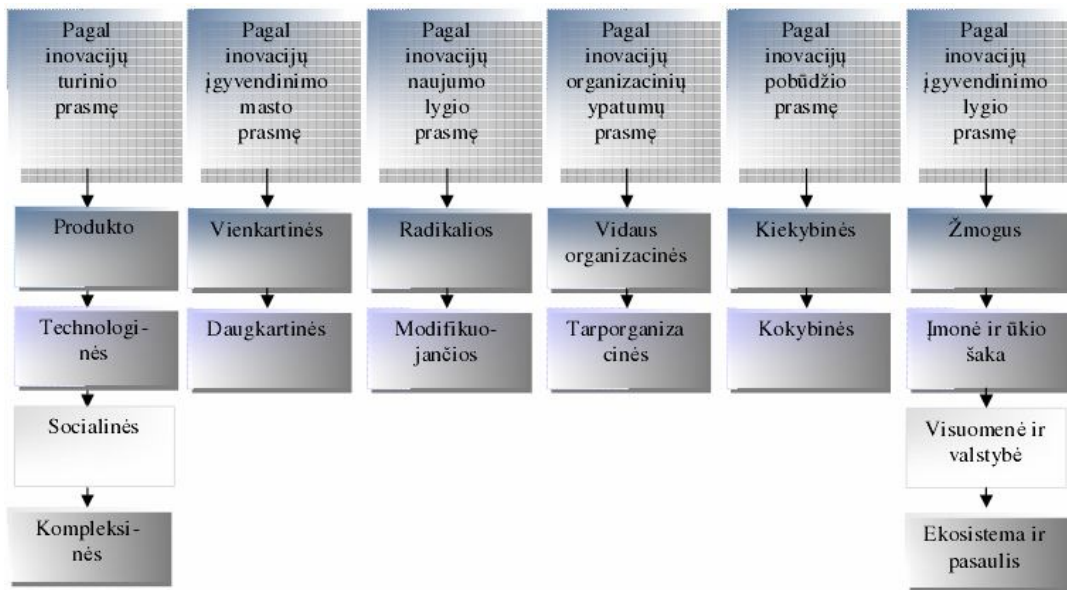 Pagal
inovacijų
turinio
prasmę
Pagal
inovacijų
įgyvendinimo
masto
prasmę
Pagal
inovacijų
naujumo
lygio
prasmę
Pagal
inovacijų
organizacinių
ypatumų
prasmę
Pagal
inovacijų
pobūdžio
prasmę
Pagal
inovacijų
įgyvendinimo
lygio
prasmę
Produkto
Vienkartinės
Radikalios
Vidaus
organizacinės
Kiekybinės
Žmogus
Technologi-
nės
Daugkartinės
Modifikuo-
jančios
Tarporganiza
cinės
Kokybinės
Įmonė ir ūkio
šaka
Socialinės
Visuomenė ir
valstybė
Kompleksi-
nės
Ekosistema ir
pasaulis